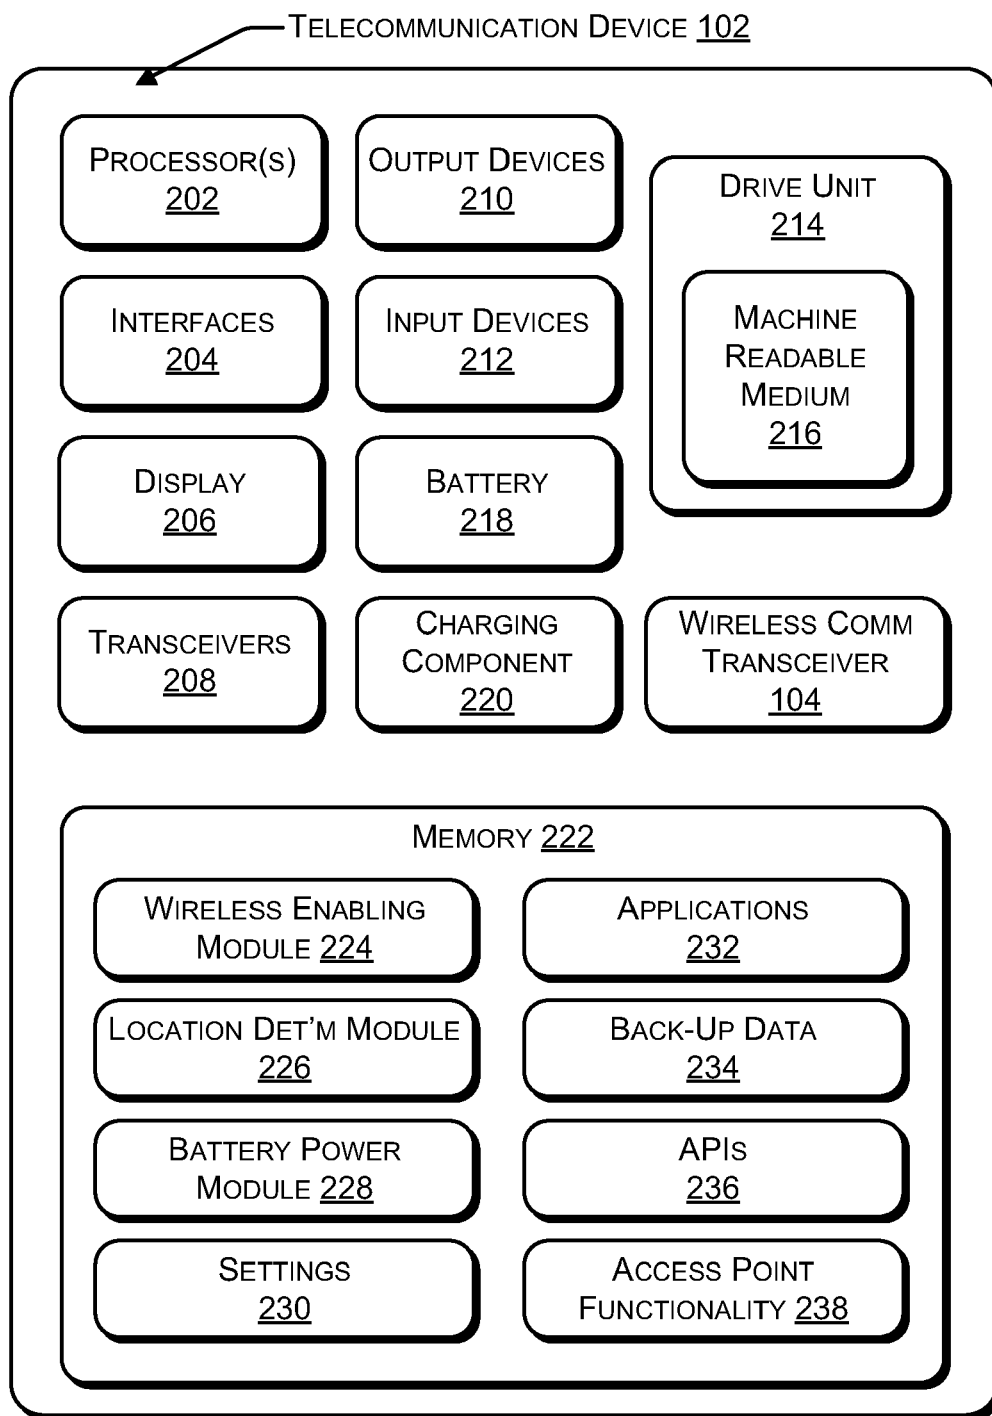 TELECOMMUNICATION DEVICE 102
PROCESSOR(S)
202
OUTPUT DEVICES
210
DRIVE UNIT
214
MACHINE
READABLE
MEDIUM
216
INTERFACES
204
INPUT DEVICES
212
DISPLAY
206
BATTERY
218
TRANSCEIVERS
208
CHARGING
COMPONENT
220
WIRELESS COMM
TRANSCEIVER
104
MEMORY 222
WIRELESS ENABLING
MODULE 224
APPLICATIONS
232
LOCATION DET'M MODULE
226
BACK-UP DATA
234
BATTERY POWER
MODULE 228
APIS
236
SETTINGS
230
ACCESS POINT
FUNCTIONALITY 238